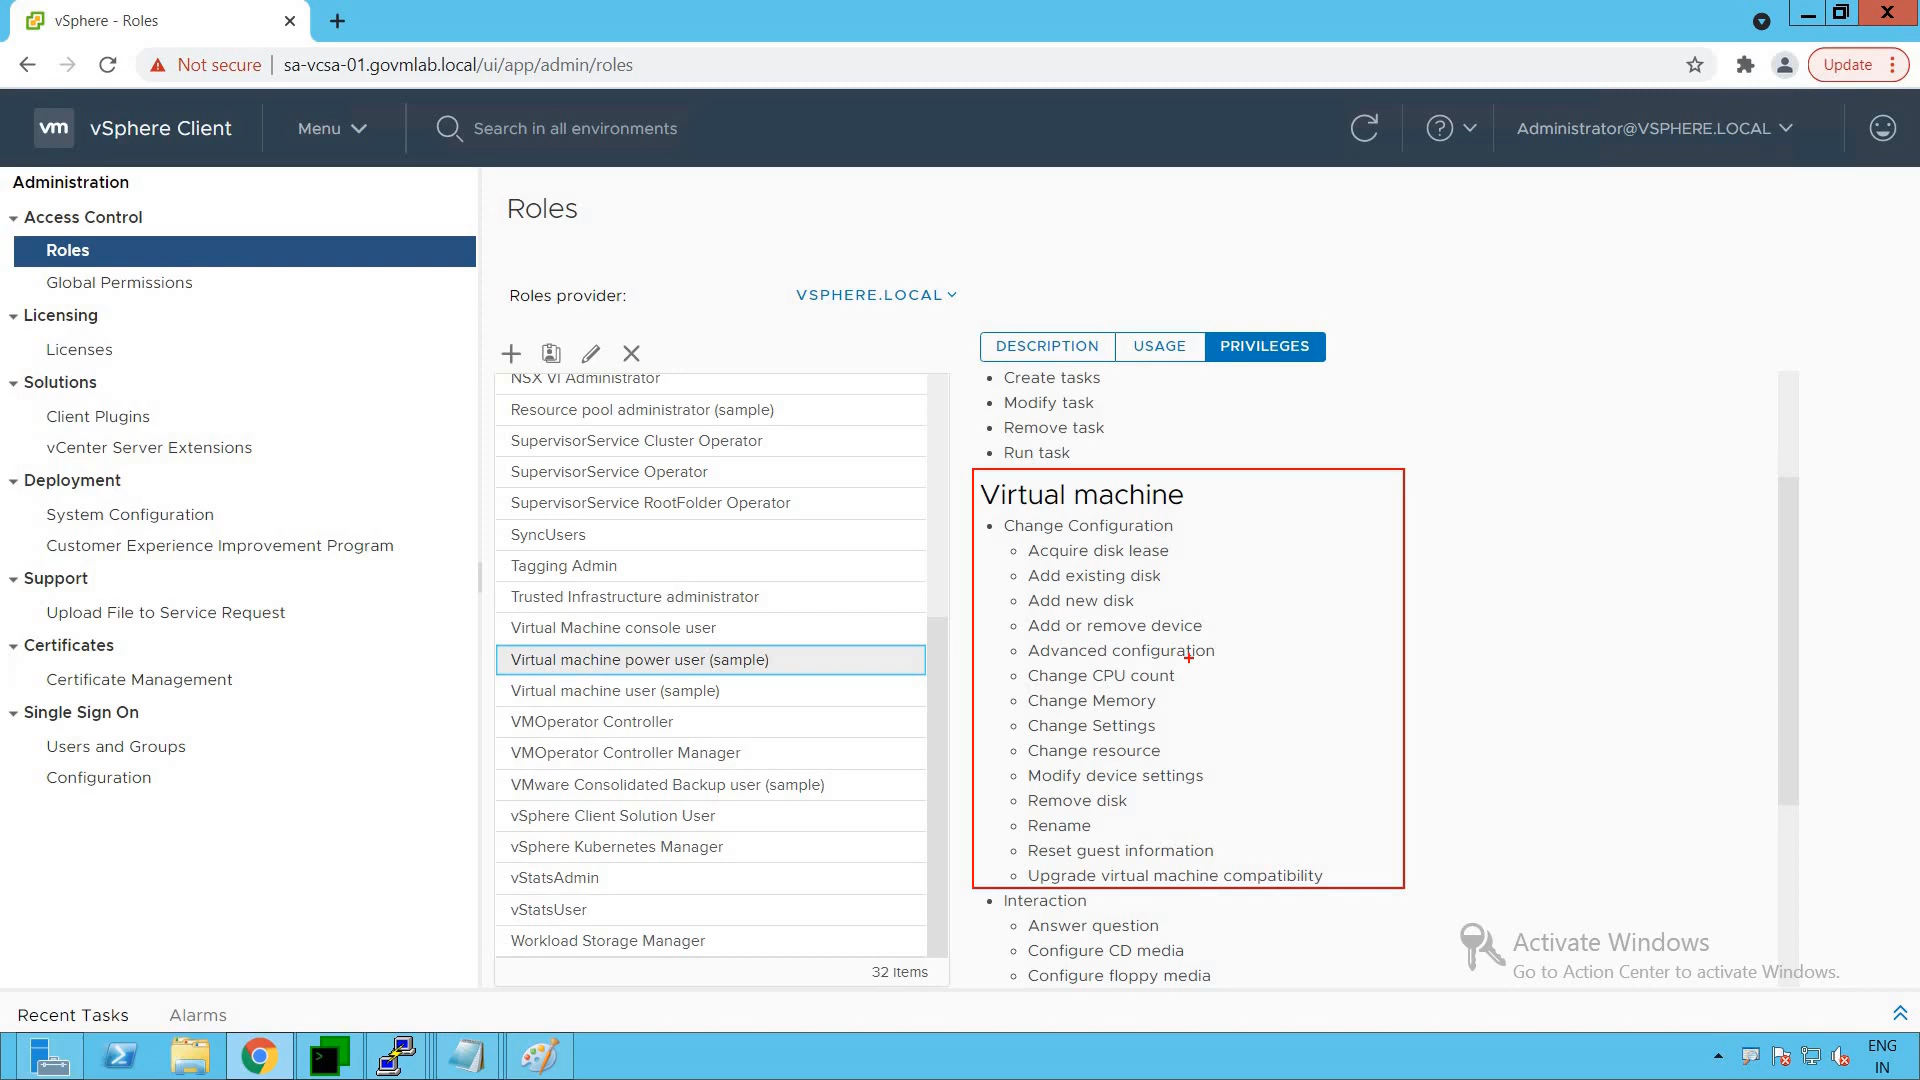 vSphere - Roles
Not secure
sa-vcsa-01.govmlab.local/ui/app/admin/roles
Update
vm
vSphere Client
Menu
Search in all environments
Administrator@VSPHERE.LOCAL
Administration
Access Control
Roles
Global Permissions
Licensing
Licenses
Solutions
Client Plugins
vCenter Server Extensions
Deployment
System Configuration
Customer Experience Improvement Program
Support
Upload File to Service Request
Certificates
Certificate Management
Single Sign On
Users and Groups
Configuration
Roles
Roles provider:
VSPHERE.LOCAL
NSX VI Administrator
Resource pool administrator (sample)
SupervisorService Cluster Operator
SupervisorService Operator
SupervisorService RootFolder Operator
SyncUsers
Tagging Admin
Trusted Infrastructure administrator
Virtual Machine console user
Virtual machine power user (sample)
Virtual machine user (sample)
VMOperator Controller
VMOperator Controller Manager
VMware Consolidated Backup user (sample)
vSphere Client Solution User
vSphere Kubernetes Manager
vStatsAdmin
vStatsUser
Workload Storage Manager
32 items
DESCRIPTION
USAGE
PRIVILEGES
Create tasks
Modify task
Remove task
Run task
Virtual machine
Change Configuration
Acquire disk lease
Add existing disk
Add new disk
Add or remove device
Advanced configuration
Change CPU count
Change Memory
Change Settings
Change resource
Modify device settings
Remove disk
Rename
Reset guest information
Upgrade virtual machine compatibility
Interaction
Answer question
Configure CD media
Configure floppy media
Activate Windows
Go to Action Center to activate Windows.
Recent Tasks
Alarms
ENG
IN